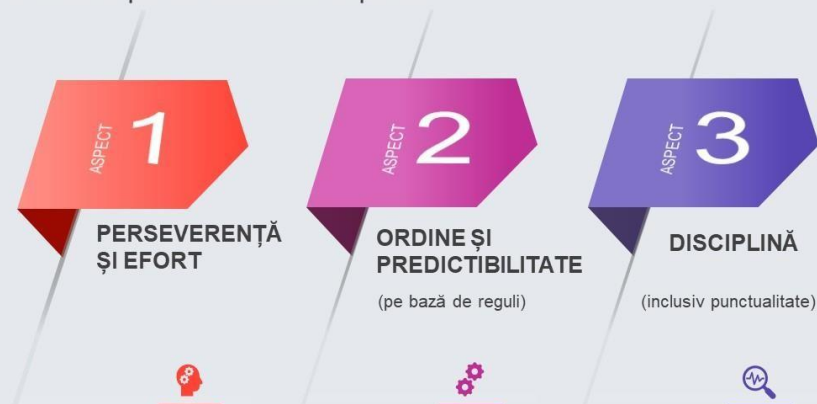 ASPECT 1
PERSEVERENȚĂ
ȘI EFORT
ASPECT 2
ORDINE ȘI
PREDICTIBILITATE
(pe bază de reguli)
ASPECT 3
DISCIPLINĂ
(inclusiv punctualitate)